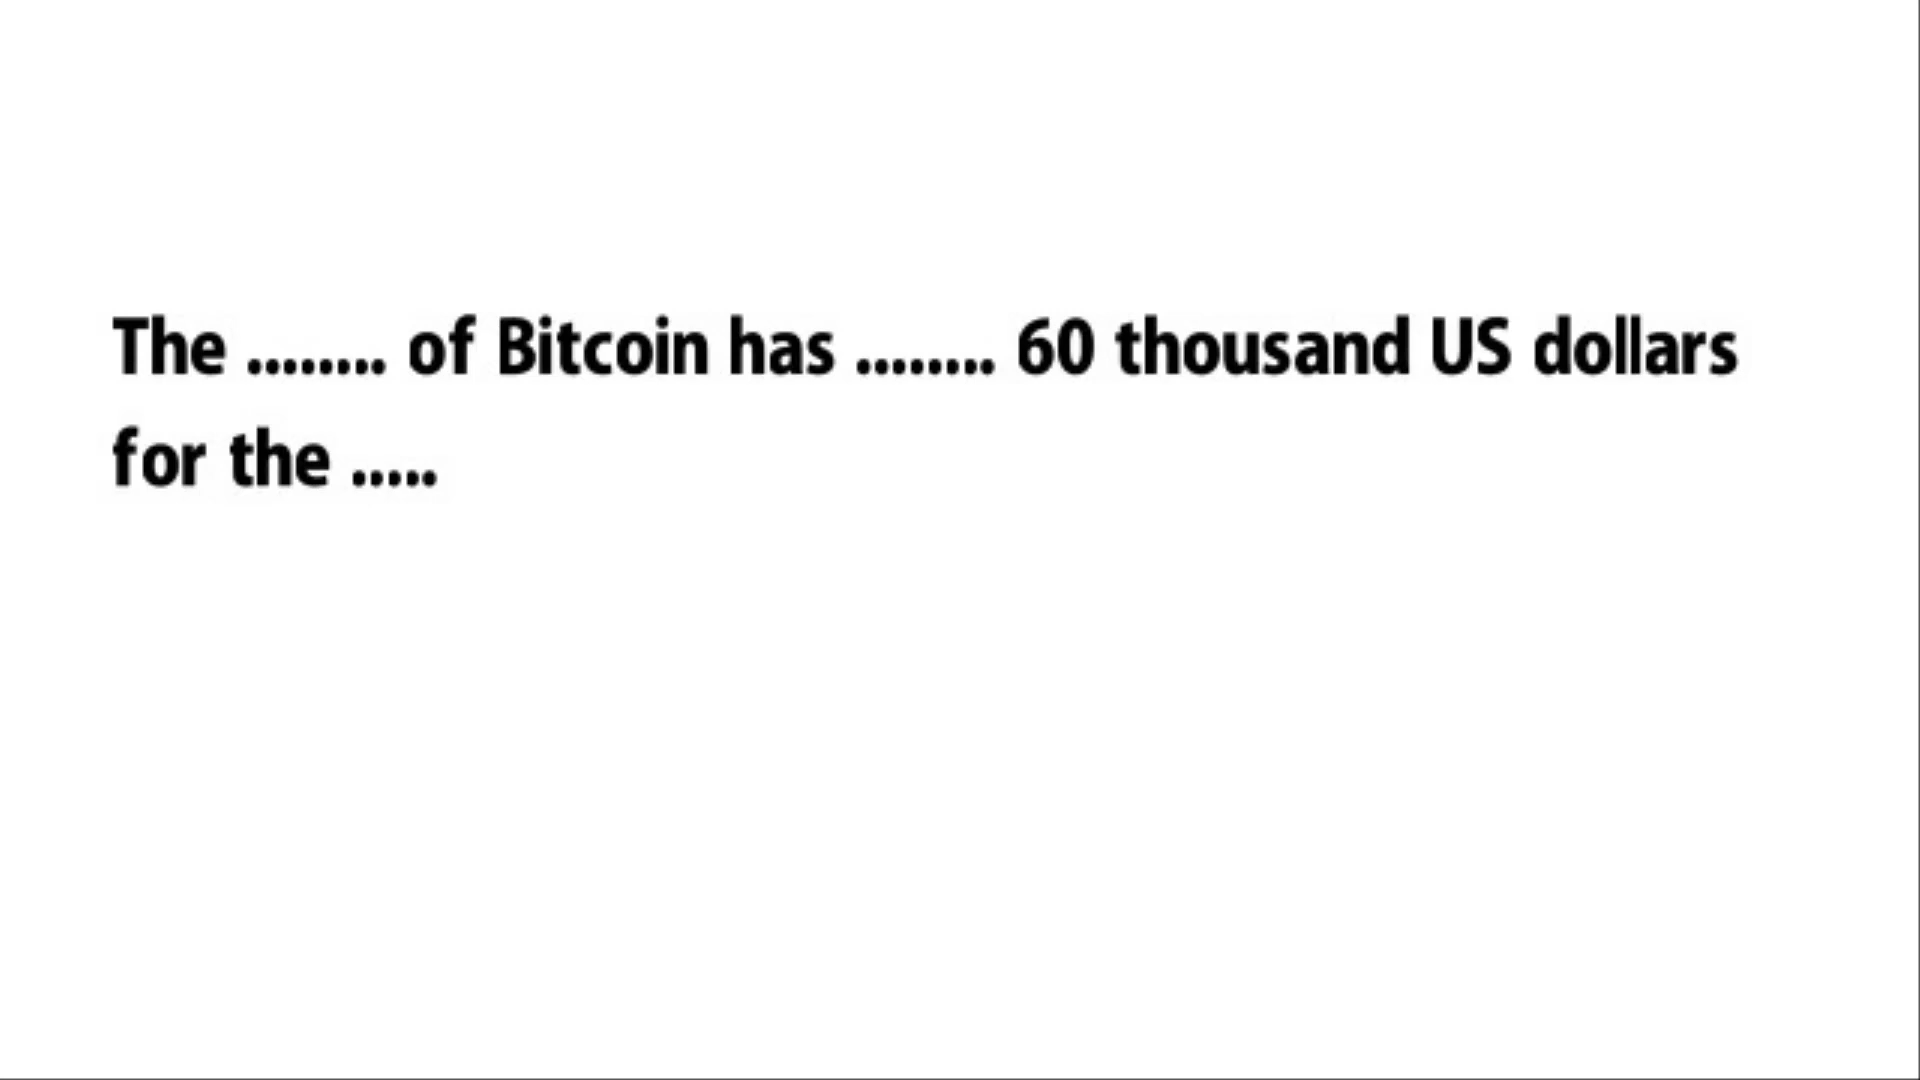 The ........ of Bitcoin has ........ 60 thousand US dollars
for the .....